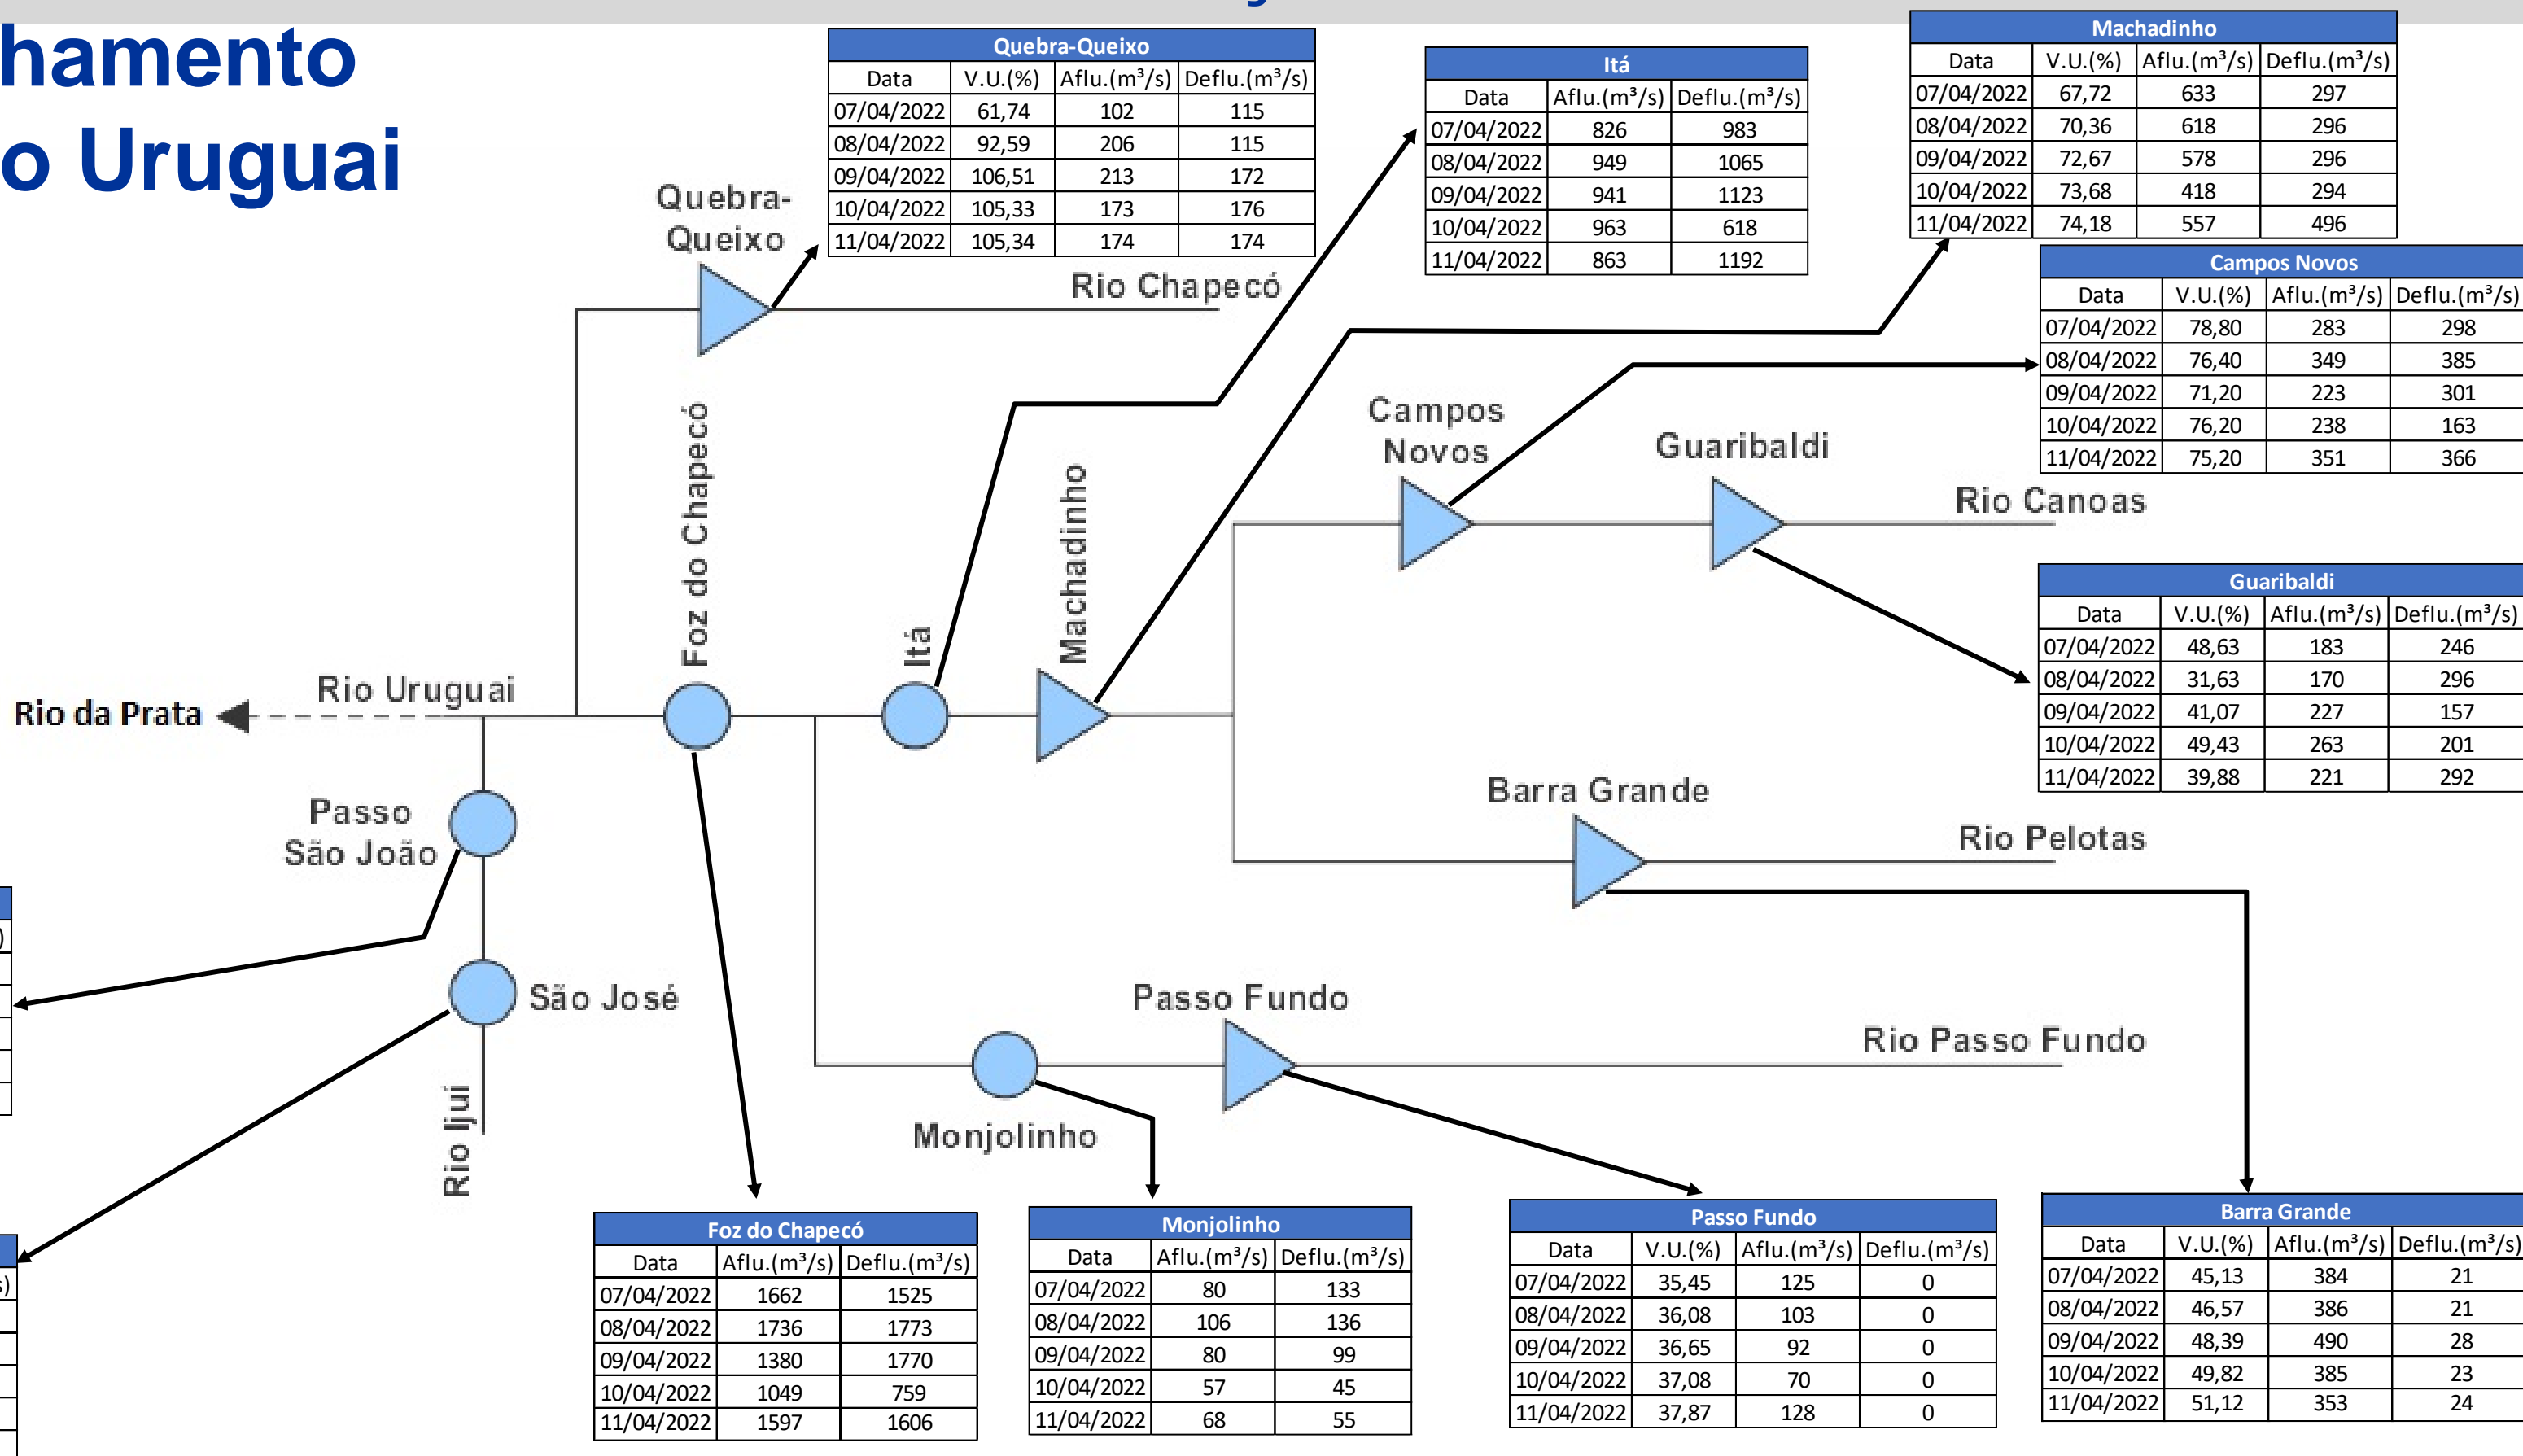 hamento
o Uruguai
Quebra-Queixo
Data V.U.(%) Aflu.(m³/s) Deflu.(m³/s)
07/04/2022 61,74 102 115
08/04/2022 92,59 206 115
09/04/2022 106,51 213 172
10/04/2022 105,33 173 176
11/04/2022 105,34 174 174
Itá
Data Aflu.(m³/s) Deflu.(m³/s)
07/04/2022 826 983
08/04/2022 949 1065
09/04/2022 941 1123
10/04/2022 963 618
11/04/2022 863 1192
Machadinho
Data V.U.(%) Aflu.(m³/s) Deflu.(m³/s)
07/04/2022 67,72 633 297
08/04/2022 70,36 618 296
09/04/2022 72,67 578 296
10/04/2022 73,68 418 294
11/04/2022 74,18 557 496
Campos Novos
Data V.U.(%) Aflu.(m³/s) Deflu.(m³/s)
07/04/2022 78,80 283 298
08/04/2022 76,40 349 385
09/04/2022 71,20 223 301
10/04/2022 76,20 238 163
11/04/2022 75,20 351 366
Quebra-
Queixo
Rio Chapecó
Foz do Chapecó
Itá
Machadinho
Campos
Novos
Guaribaldi
Rio Canoas
Guaribaldi
Data V.U.(%) Aflu.(m³/s) Deflu.(m³/s)
07/04/2022 48,63 183 246
08/04/2022 31,63 170 296
09/04/2022 41,07 227 157
10/04/2022 49,43 263 201
11/04/2022 39,88 221 292
Rio da Prata
Rio Uruguai
Passo
São João
Barra Grande
Rio Pelotas
São José
Passo Fundo
Rio Passo Fundo
Monjolinho
Rio Ijui
)
s)
Foz do Chapecó
Data Aflu.(m³/s) Deflu.(m³/s)
07/04/2022 1662 1525
08/04/2022 1736 1773
09/04/2022 1380 1770
10/04/2022 1049 759
11/04/2022 1597 1606
Monjolinho
Data Aflu.(m³/s) Deflu.(m³/s)
07/04/2022 80 133
08/04/2022 106 136
09/04/2022 80 99
10/04/2022 57 45
11/04/2022 68 55
Passo Fundo
Data V.U.(%) Aflu.(m³/s) Deflu.(m³/s)
07/04/2022 35,45 125 0
08/04/2022 36,08 103 0
09/04/2022 36,65 92 0
10/04/2022 37,08 70 0
11/04/2022 37,87 128 0
Barra Grande
Data V.U.(%) Aflu.(m³/s) Deflu.(m³/s)
07/04/2022 45,13 384 21
08/04/2022 46,57 386 21
09/04/2022 48,39 490 28
10/04/2022 49,82 385 23
11/04/2022 51,12 353 24